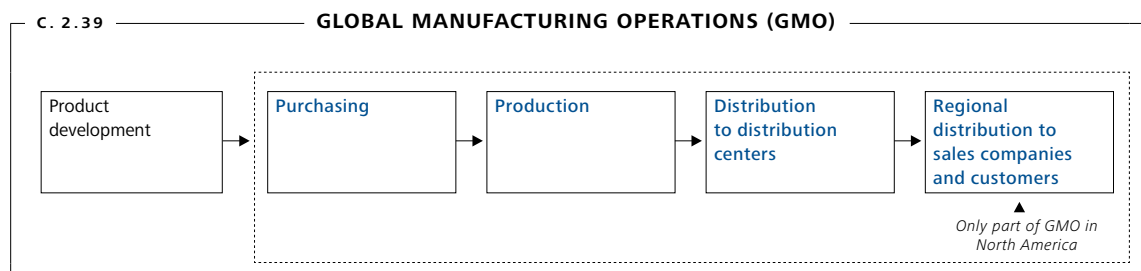 C. 2.39
GLOBAL MANUFACTURING OPERATIONS (GMO)
Product
development
Purchasing
Production
Distribution
to distribution
centers
Regional
distribution to
sales companies
and customers
Only part of GMO in
North America